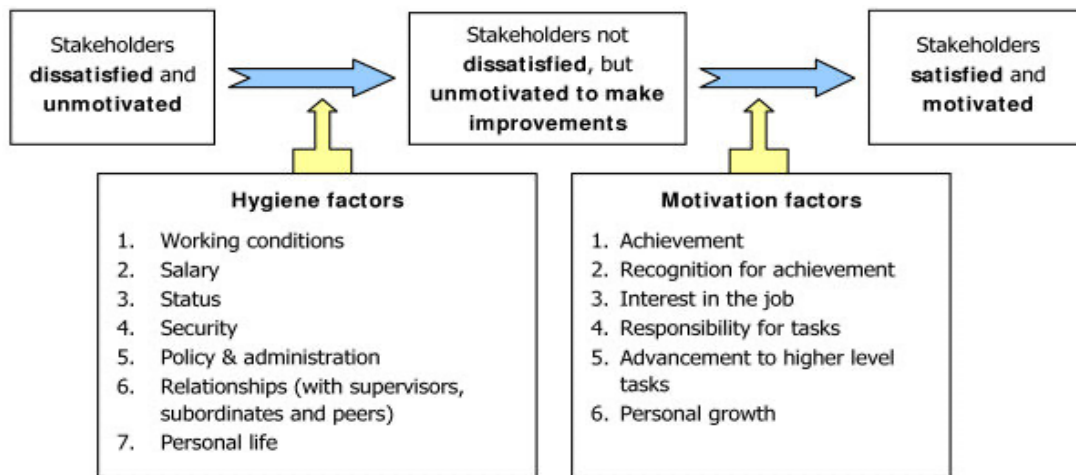 Stakeholders
dissatisfied and
unmotivated
Stakeholders not
dissatisfied, but
unmotivated to make
improvements
Stakeholders
satisfied and
motivated
Hygiene factors
1. Working conditions
2. Salary
3. Status
4. Security
5. Policy & administration
6. Relationships (with supervisors,
subordinates and peers)
7. Personal life
Motivation factors
1. Achievement
2. Recognition for achievement
3. Interest in the job
4. Responsibility for tasks
5. Advancement to higher level
tasks
6. Personal growth